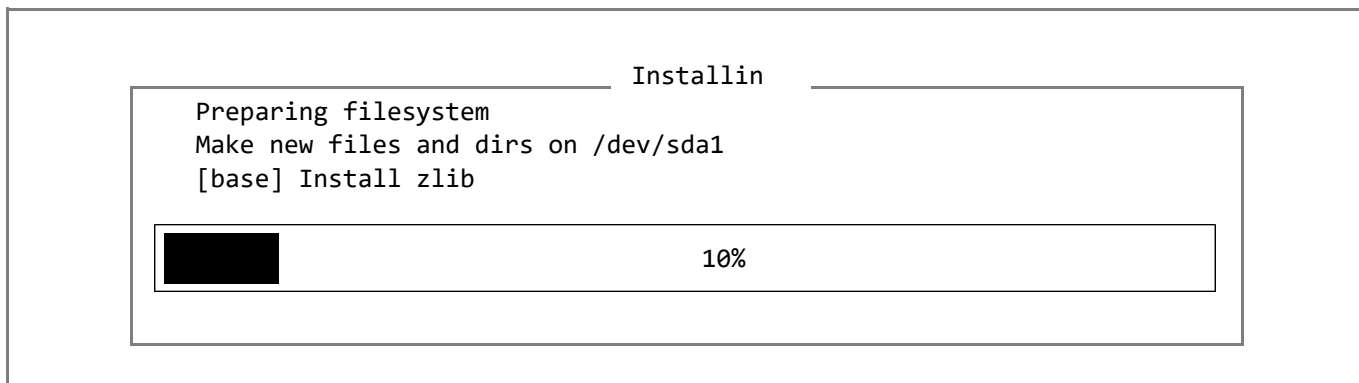 Installin
Preparing filesystem
Make new files and dirs on /dev/sda1
[base] Install zlib
10%